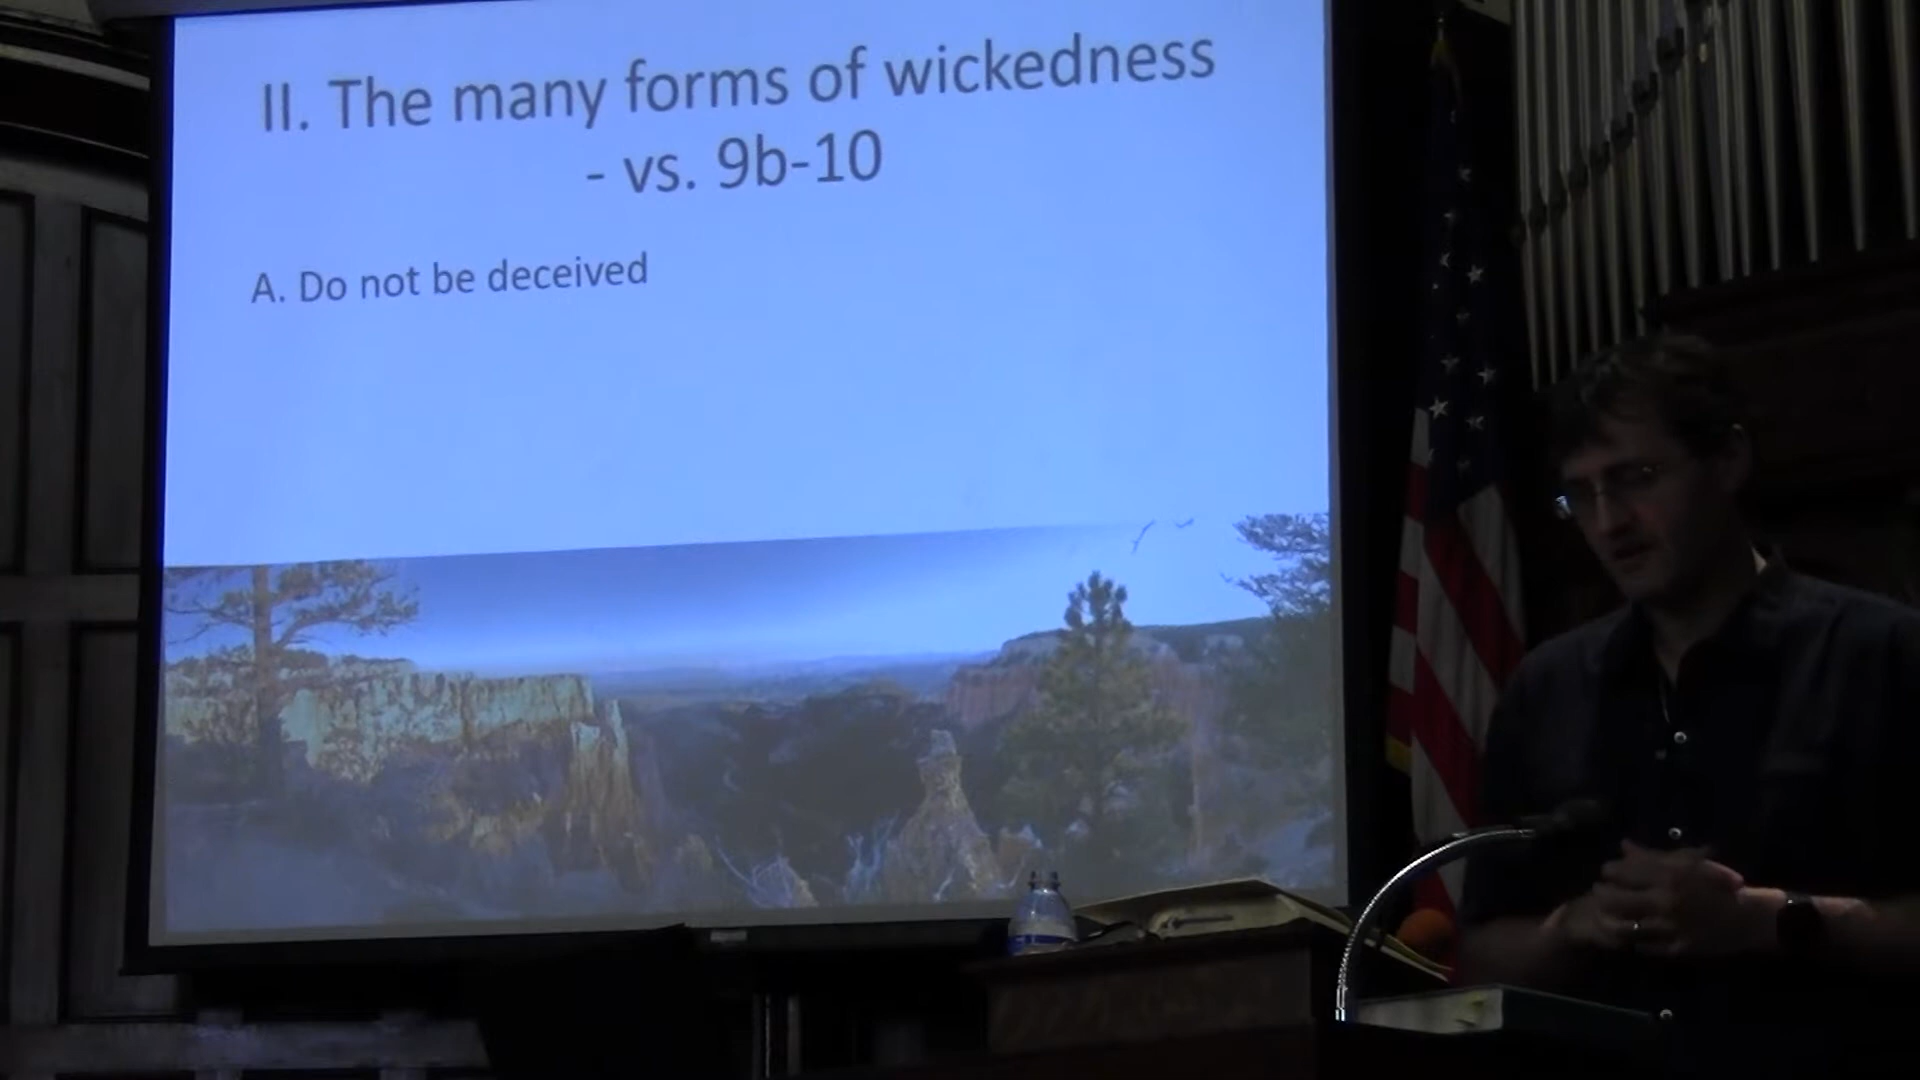 II. The many forms of wickedness
- vs. 9b-10
A. Do not be deceived